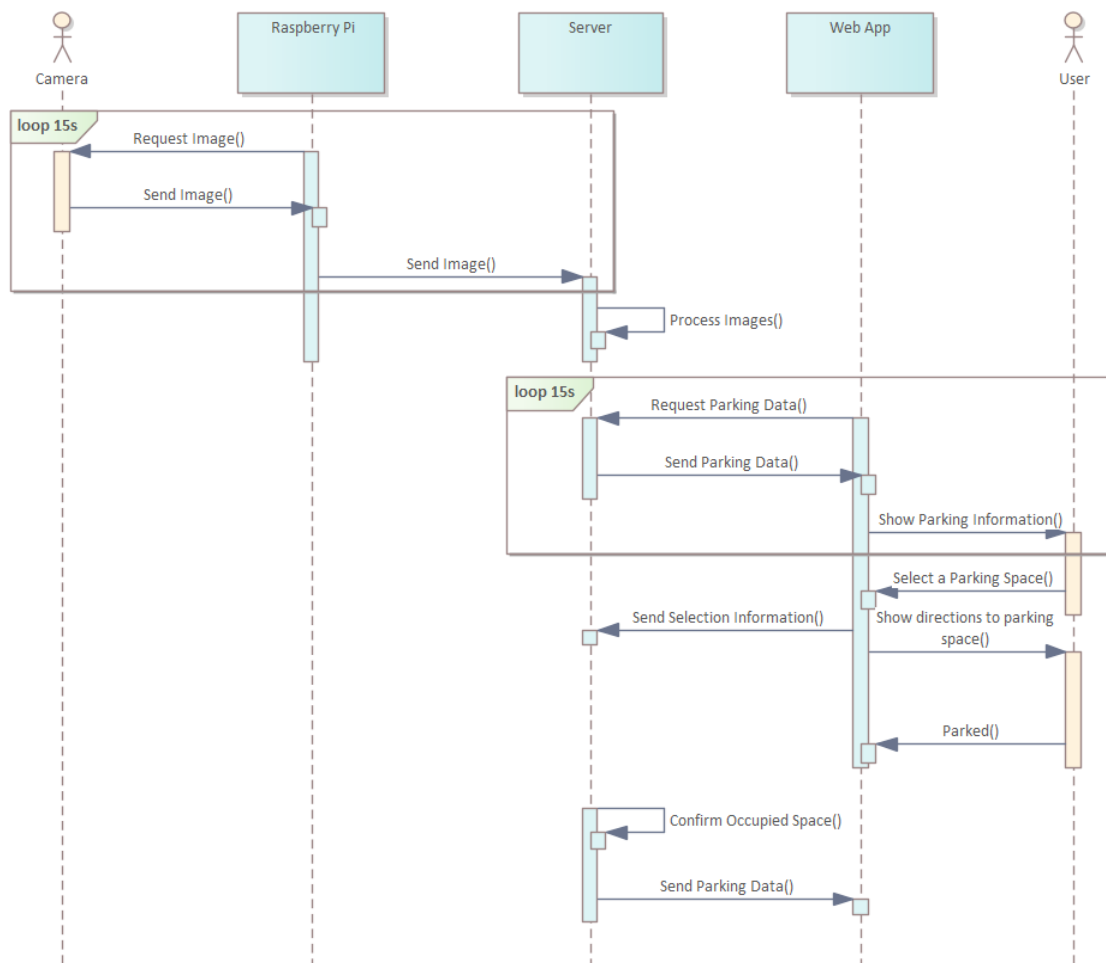 Camera
Raspberry Pi
Server
Web App
User
loop 15s
Request Image()
Send Image()
Send Image()
Process Images()
loop 15s
Request Parking Data()
Send Parking Data()
Show Parking Information()
Select a Parking Space()
Send Selection Information()
Show directions to parking
space()
Parked()
Confirm Occupied Space()
Send Parking Data()